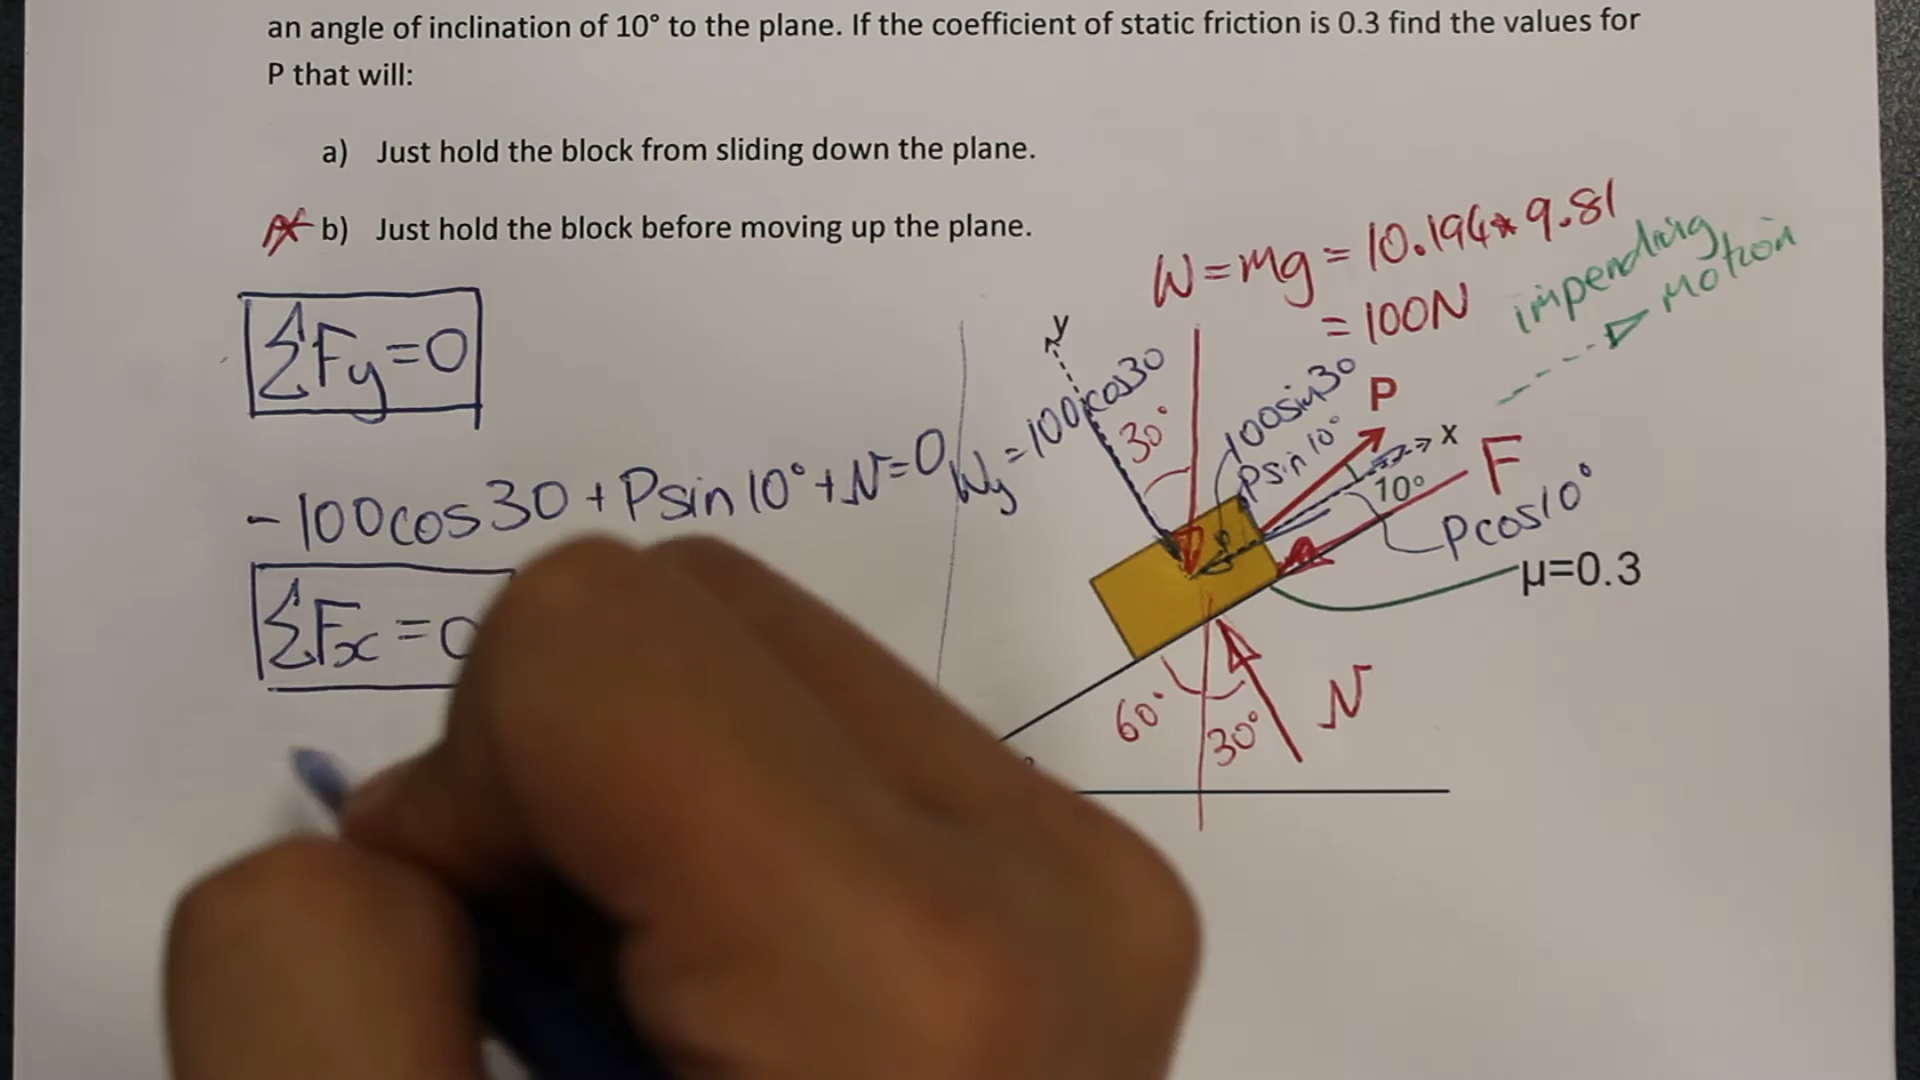 an angle of inclination of 10° to the plane. If the coefficient of static friction is 0.3 find the values for
P that will:
a) Just hold the block from sliding down the plane.
b) Just hold the block before moving up the plane.
W=mg=10.194*9.81
=100N
impending
motion
ΣFy=0
y
Wy=100cos30
30°
100sin30
Psin10°
P
x
F
10°
Pcos10°
μ=0.3
-100cos30+Psin10°+N=0
ΣFx=0
60°
30°
N